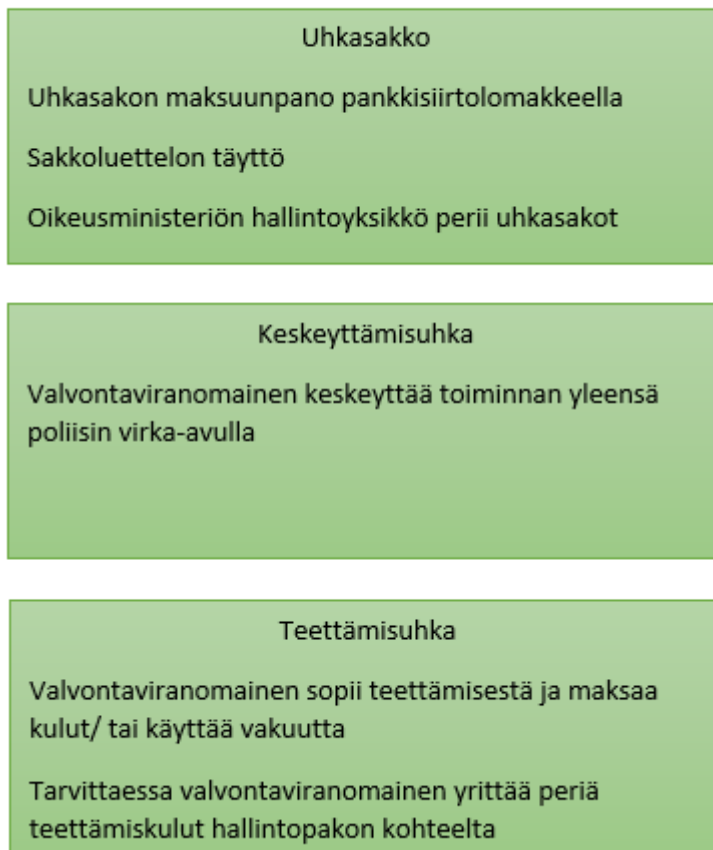 Uhkasakko
Uhkasakon maksuunpano pankkisiirtolomakkeella
Sakkoluettelon täyttö
Oikeusministeriön hallintoyksikkö perii uhkasakot
Keskeyttämisuhka
Valvontaviranomainen keskeyttää toiminnan yleensä
poliisin virka-avulla
Teettämisuhka
Valvontaviranomainen sopii teettämisestä ja maksaa
kulut/ tai käyttää vakuutta
Tarvittaessa valvontaviranomainen yrittää periä
teettämiskulut hallintopakon kohteelta